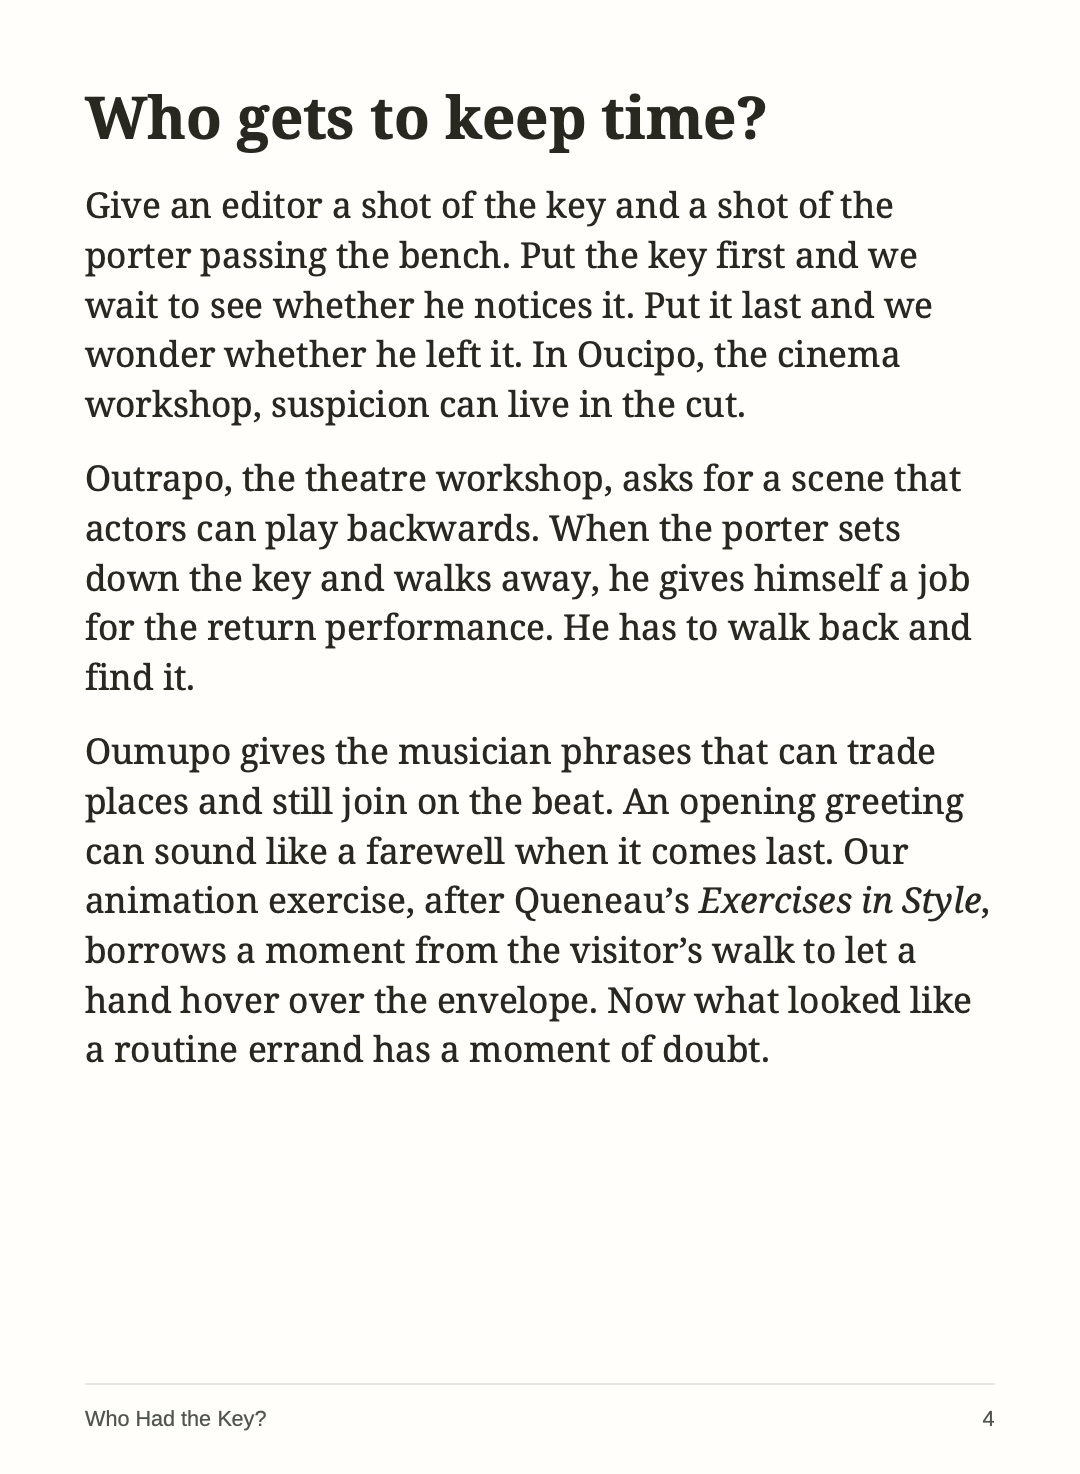 Who gets to keep time?
Give an editor a shot of the key and a shot of the
porter passing the bench. Put the key first and we
wait to see whether he notices it. Put it last and we
wonder whether he left it. In Oucipo, the cinema
workshop, suspicion can live in the cut.
Outrapo, the theatre workshop, asks for a scene that
actors can play backwards. When the porter sets
down the key and walks away, he gives himself a job
for the return performance. He has to walk back and
find it.
Oumupo gives the musician phrases that can trade
places and still join on the beat. An opening greeting
can sound like a farewell when it comes last. Our
animation exercise, after Queneau’s Exercises in Style,
borrows a moment from the visitor’s walk to let a
hand hover over the envelope. Now what looked like
a routine errand has a moment of doubt.
Who Had the Key?
4